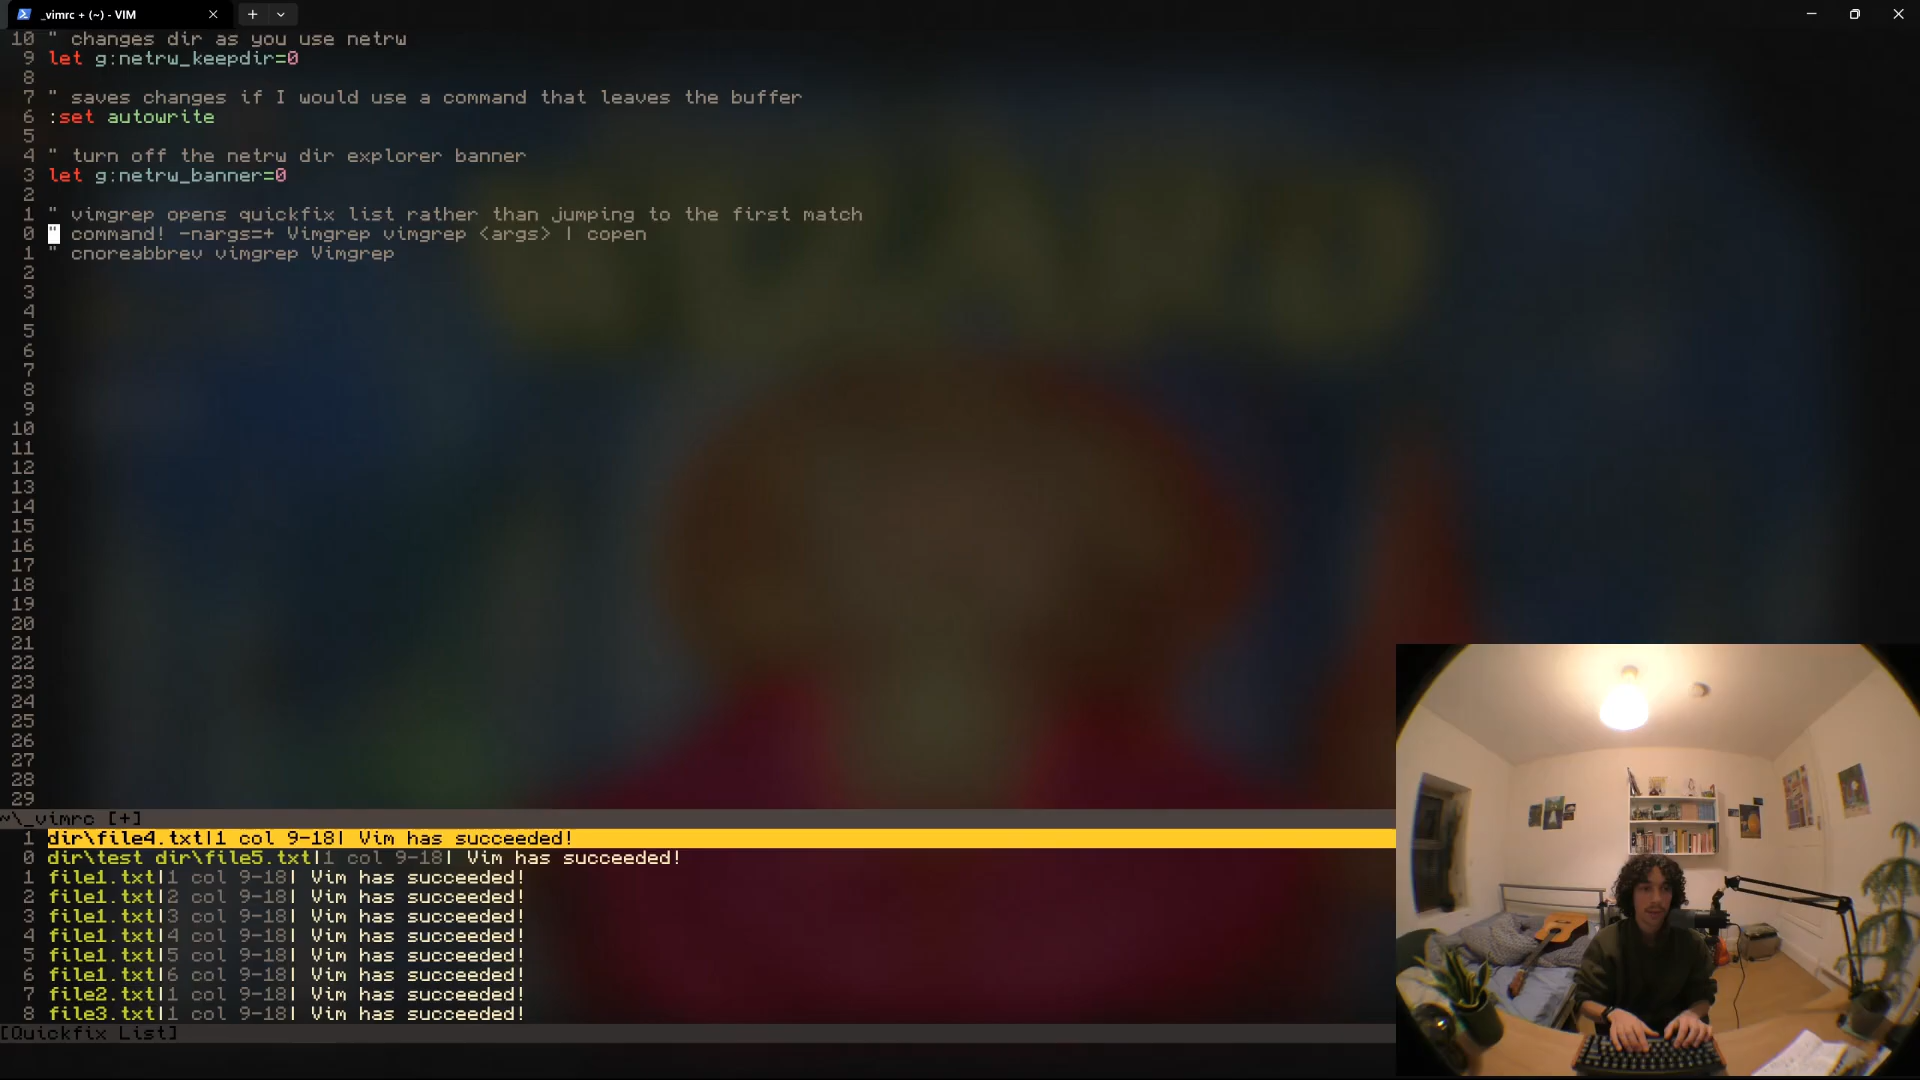 _vimrc + (~) - VIM
10 " changes dir as you use netrw
9 let g:netrw_keepdir=0
8
7 " saves changes if I would use a command that leaves the buffer
6 :set autowrite
5
4 " turn off the netrw dir explorer banner
3 let g:netrw_banner=0
2
1 " vimgrep opens quickfix list rather than jumping to the first match
0 " command! -nargs=+ Vimgrep vimgrep <args> | copen
1 " cnoreabbrev vimgrep Vimgrep
2
3
4
5
6
7
8
9
10
11
12
13
14
15
16
17
18
19
20
21
22
23
24
25
26
27
28
29
~\_vimrc [+]
1 dir\file4.txt|1 col 9-18| Vim has succeeded!
0 dir\test dir\file5.txt|1 col 9-18| Vim has succeeded!
1 file1.txt|1 col 9-18| Vim has succeeded!
2 file1.txt|2 col 9-18| Vim has succeeded!
3 file1.txt|3 col 9-18| Vim has succeeded!
4 file1.txt|4 col 9-18| Vim has succeeded!
5 file1.txt|5 col 9-18| Vim has succeeded!
6 file1.txt|6 col 9-18| Vim has succeeded!
7 file2.txt|1 col 9-18| Vim has succeeded!
8 file3.txt|1 col 9-18| Vim has succeeded!
[Quickfix List]